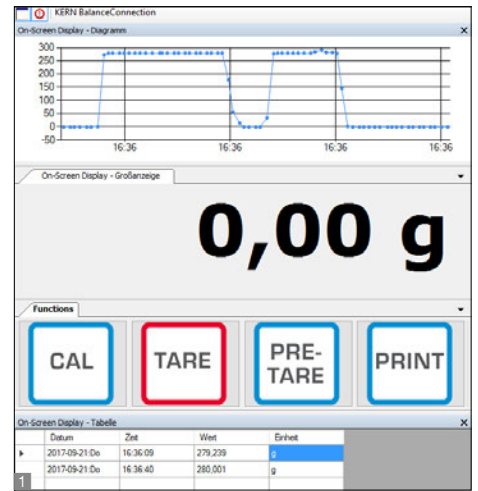 KERN BalanceConnection
On-Screen Display - Diagramm
300
250
200
150
100
50
0
-50
16:36 16:36 16:36 16:36
On-Screen Display - Großanzeige
0,00 g
Functions
CAL TARE PRE-TARE PRINT
On-Screen Display - Tabelle
Datum Zeit Wert Einheit
2017-09-21:Do 16:36:09 279,239 g
2017-09-21:Do 16:36:40 280,001 g
1